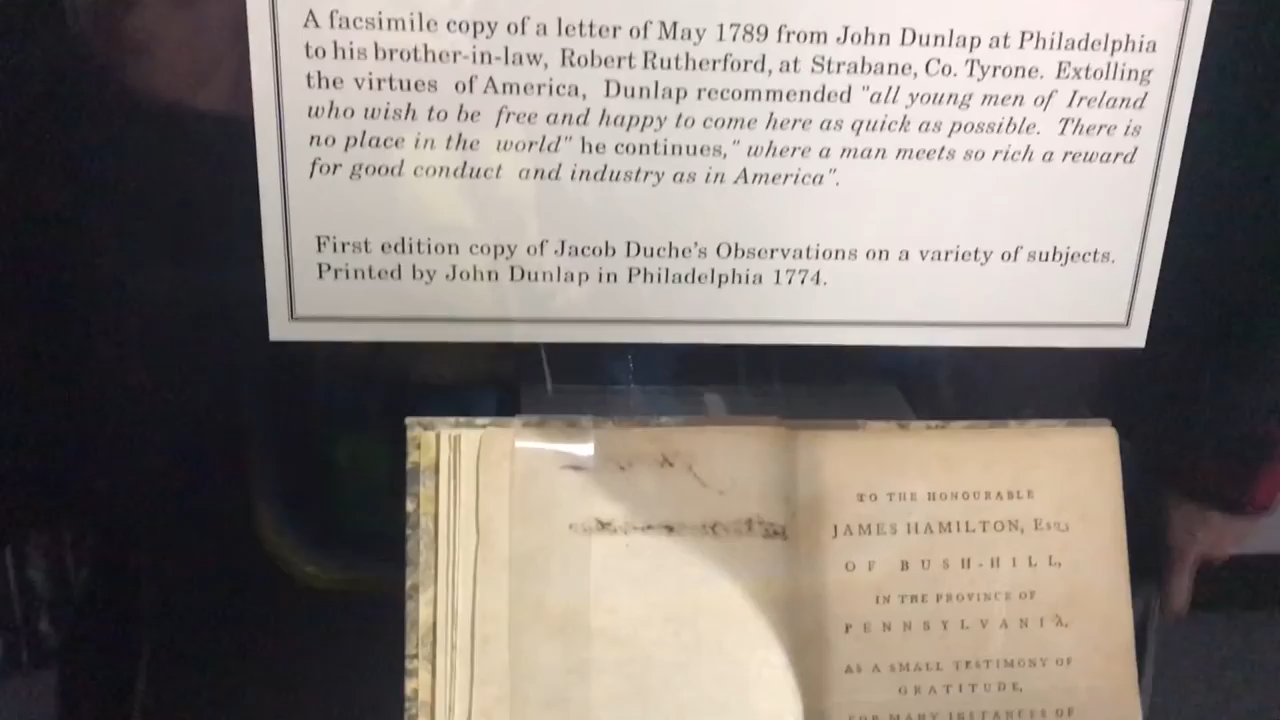 A facsimile copy of a letter of May 1789 from John Dunlap at Philadelphia
to his brother-in-law, Robert Rutherford, at Strabane, Co. Tyrone. Extolling
the virtues of America, Dunlap recommended "all young men of Ireland
who wish to be free and happy to come here as quick as possible. There is
no place in the world" he continues," where a man meets so rich a reward
for good conduct and industry as in America".
First edition copy of Jacob Duche's Observations on a variety of subjects.
Printed by John Dunlap in Philadelphia 1774.
TO THE HONOURABLE
JAMES HAMILTON, Esq;
OF BUSH-HILL,
IN THE PROVINCE OF
PENNSYLVANIA,
AS A SMALL TESTIMONY OF
GRATITUDE,
FOR MANY INSTANCES OF